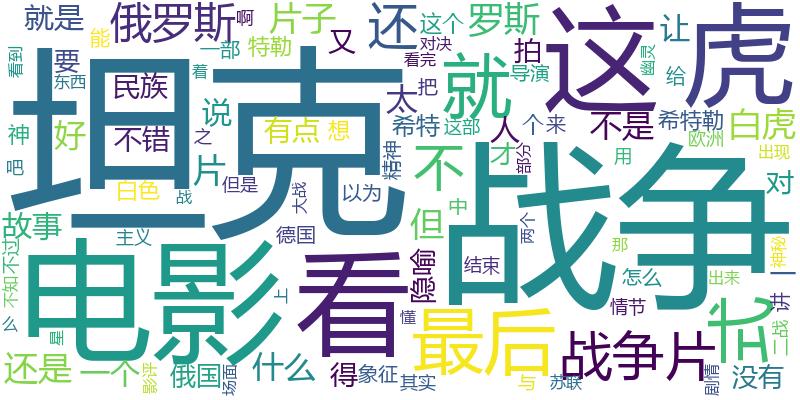 就是
俄罗斯
啊
片子
还
这个
罗斯
这
虎
能
一部
特勒
又
看完
对决
拍
让
看到
要
东西
民族
着
说
太
把
就
导演
幽灵
给
坦克
神
好
不错
之
有点
想
希特
这部
人
个
来
不是
希特勒
白虎
欧洲
吧
片
精神
不
才
部分
用
出现
白色
战
但是
大战
以为
战争
对
故事
主义
德国
但
中
两个
那
神秘
一
不过
不知
电影
看
隐喻
结束
怎么
出来
讲
么
是
上
懂
最后
情节
式
二战
还是
一个
影评
俄国
场面
什么
得
象征
其实
与
苏联
战争片
剧情
没有